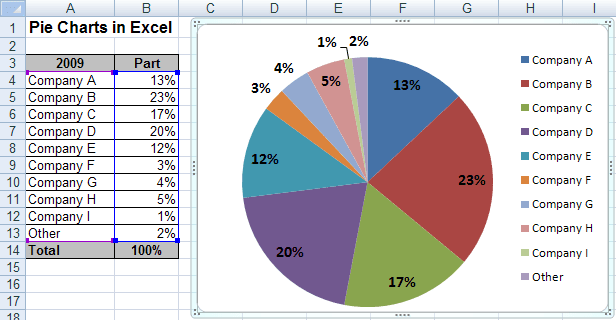 A B C D E F G H I
1 Pie Charts in Excel
2
3 2009 Part
4 Company A 13%
5 Company B 23%
6 Company C 17%
7 Company D 20%
8 Company E 12%
9 Company F 3%
10 Company G 4%
11 Company H 5%
12 Company I 1%
13 Other 2%
14 Total 100%
15
16
17
18
1% 2%
4% 5% 13%
3%
12%
23%
20%
17%
Company A
Company B
Company C
Company D
Company E
Company F
Company G
Company H
Company I
Other